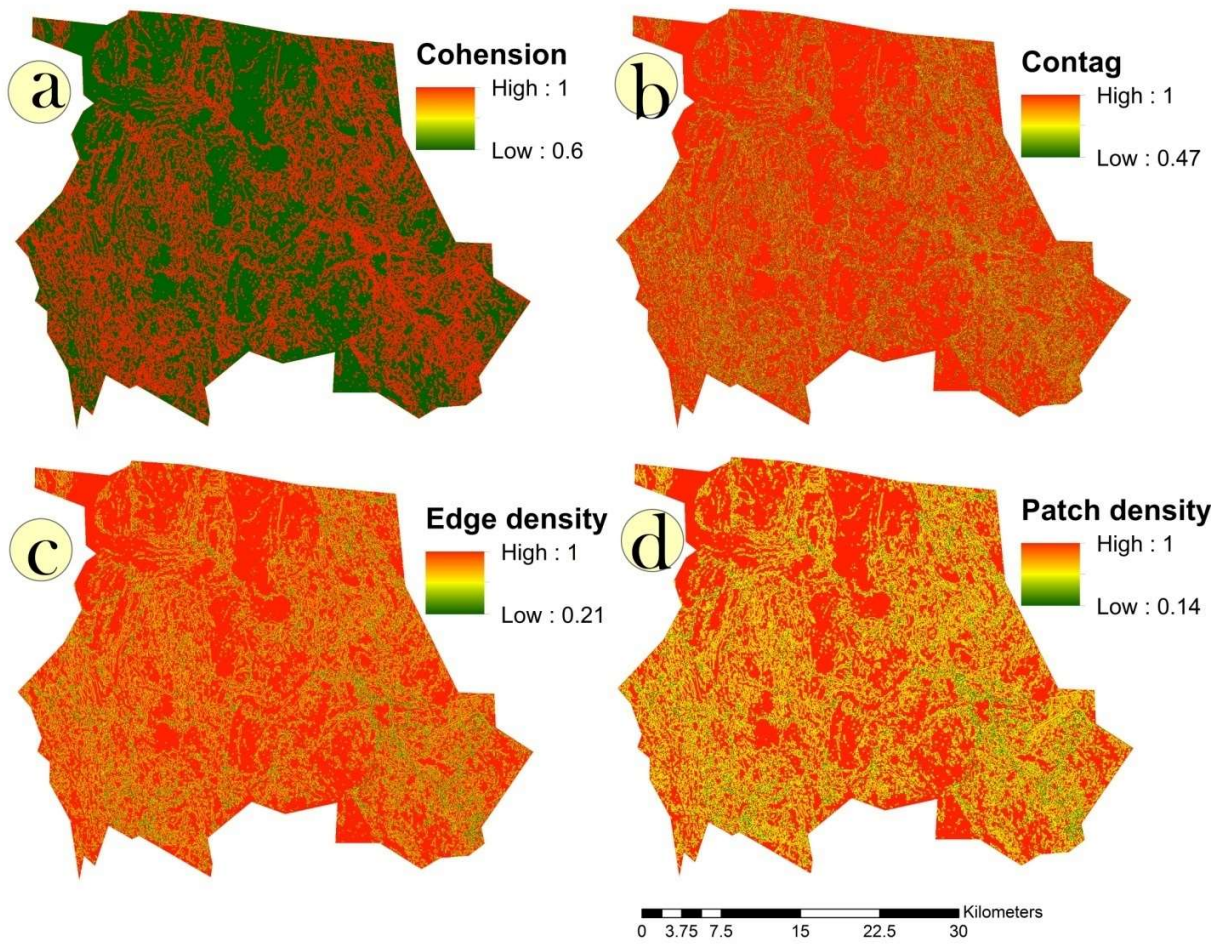 a
Cohension
High : 1
Low : 0.6
b
Contag
High : 1
Low : 0.47
c
Edge density
High : 1
Low : 0.21
d
Patch density
High : 1
Low : 0.14
Kilometers
0 3.75 7.5 15 22.5 30